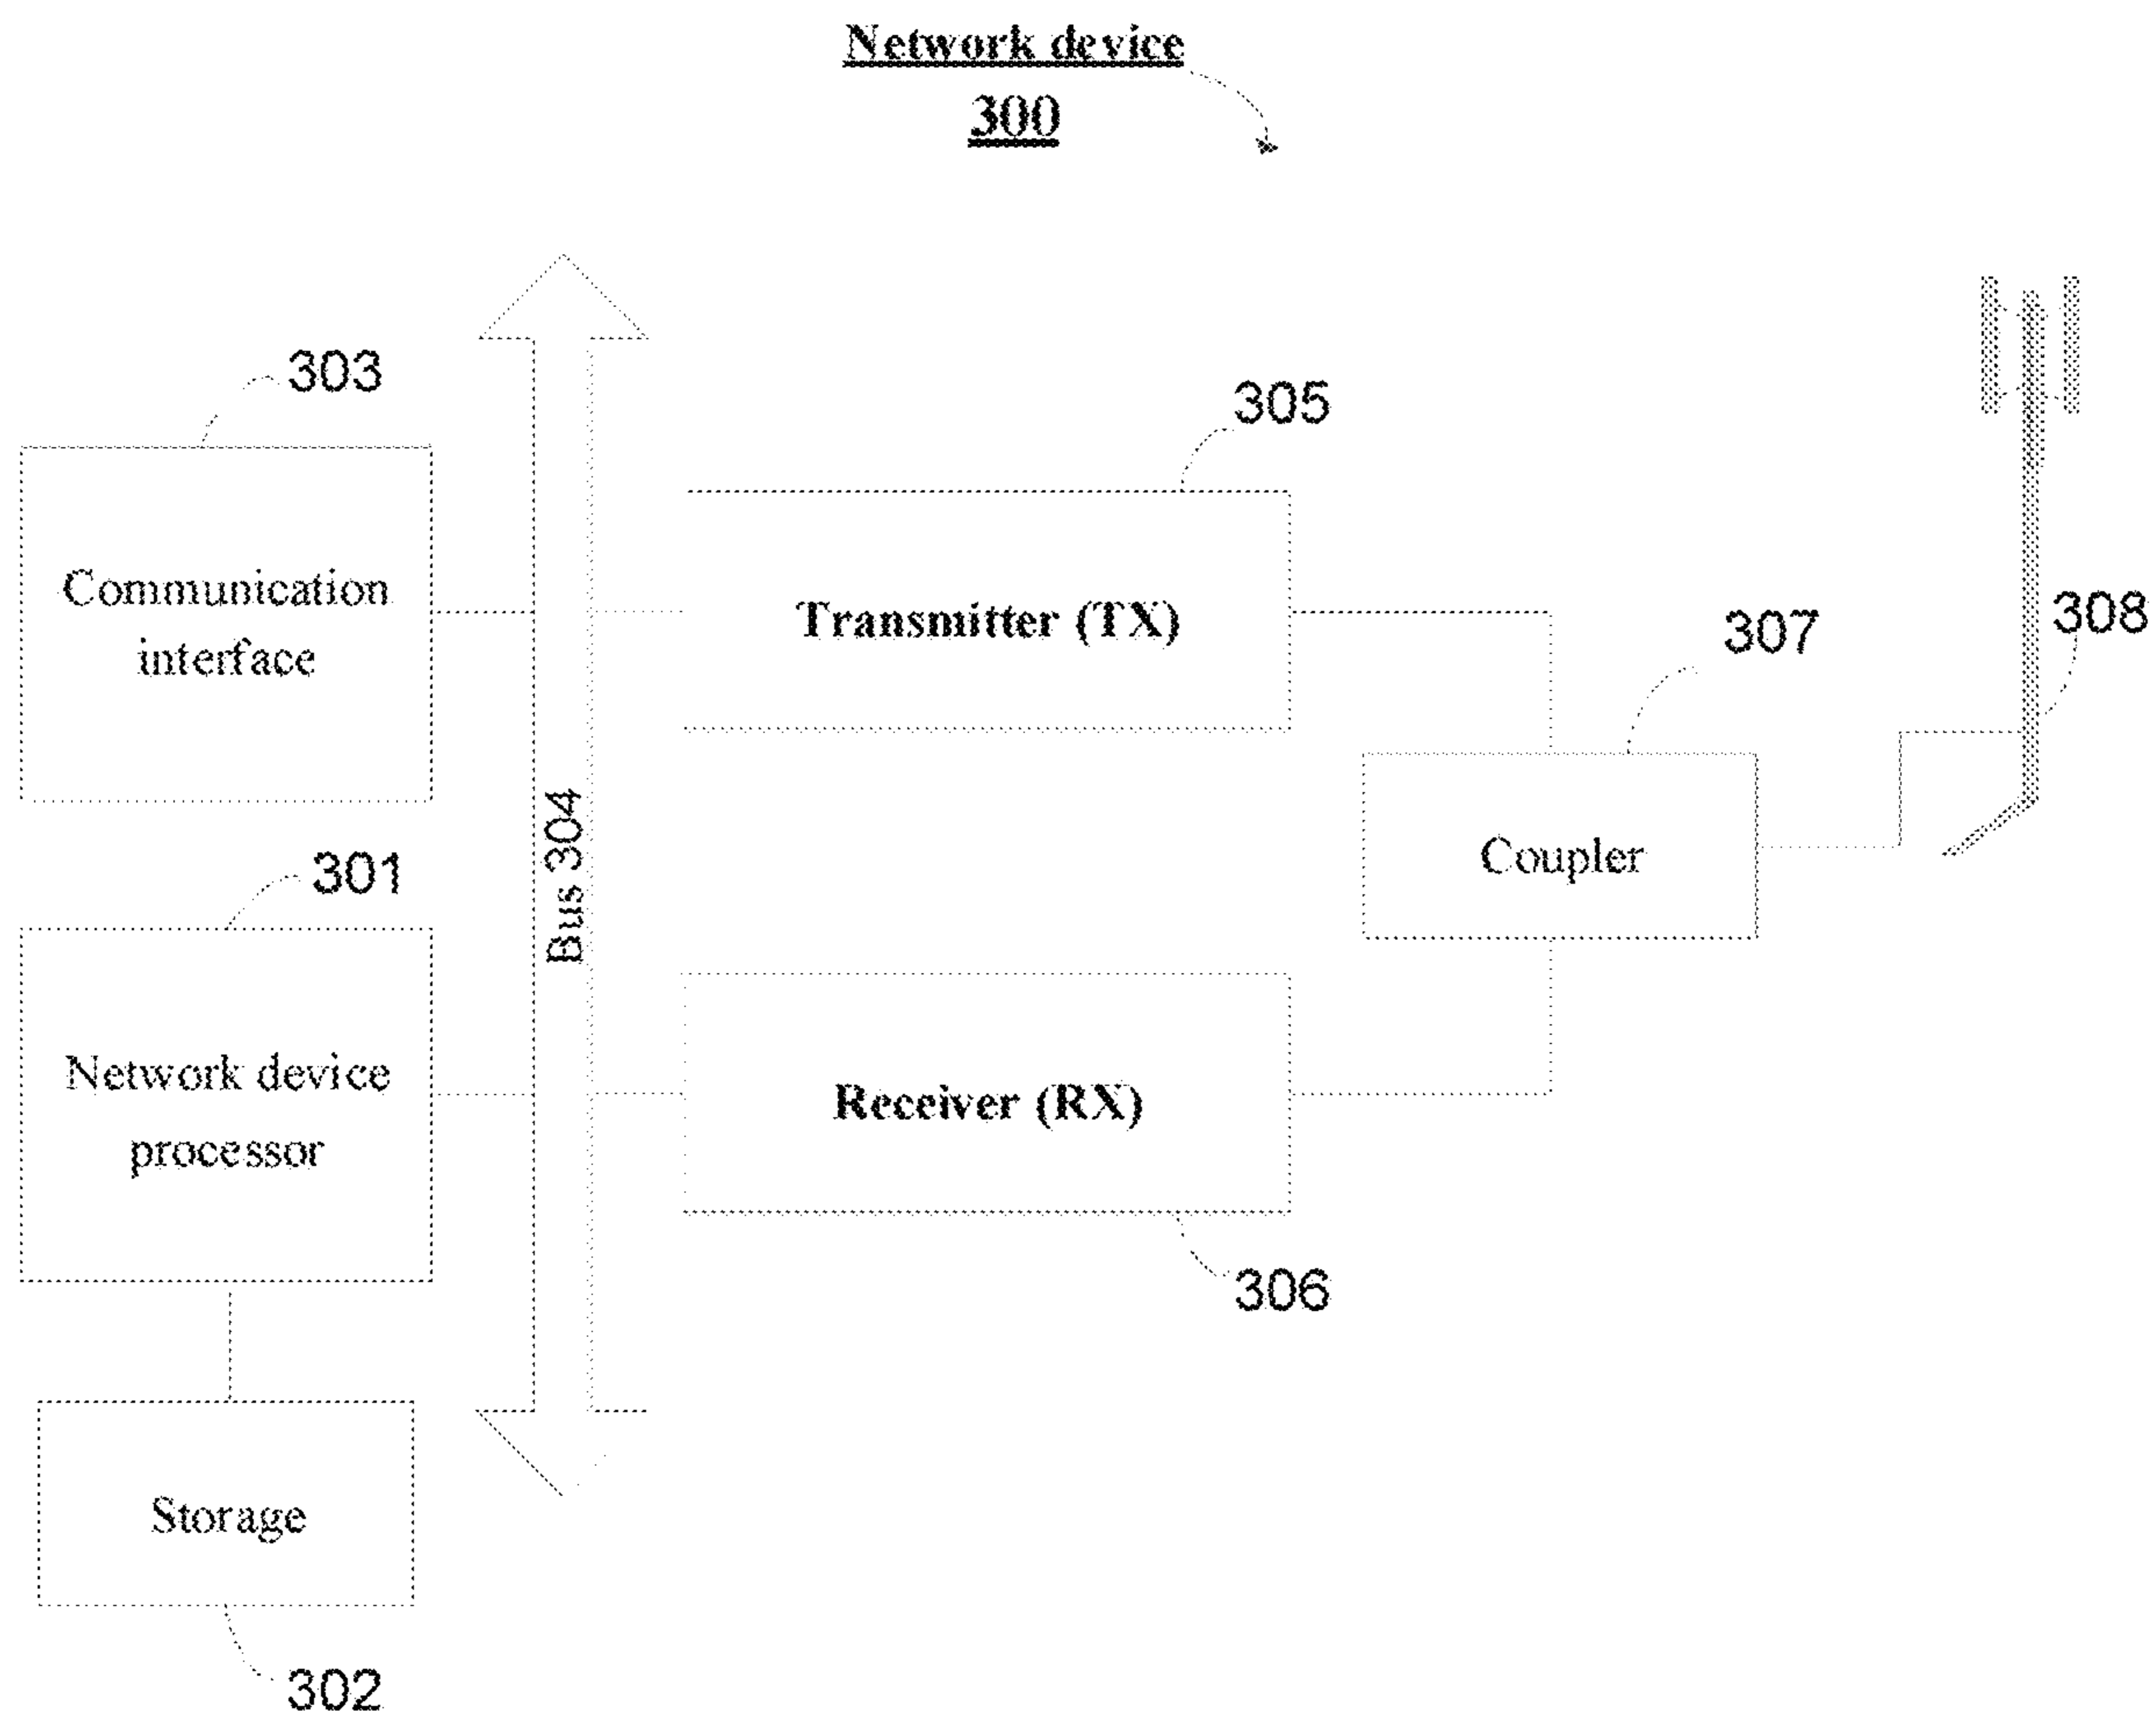 Network device
300
303
305
308
307
Communication
interface
Transmitter (TX)
Bus 304
Coupler
301
Network device
processor
Receiver (RX)
306
Storage
302